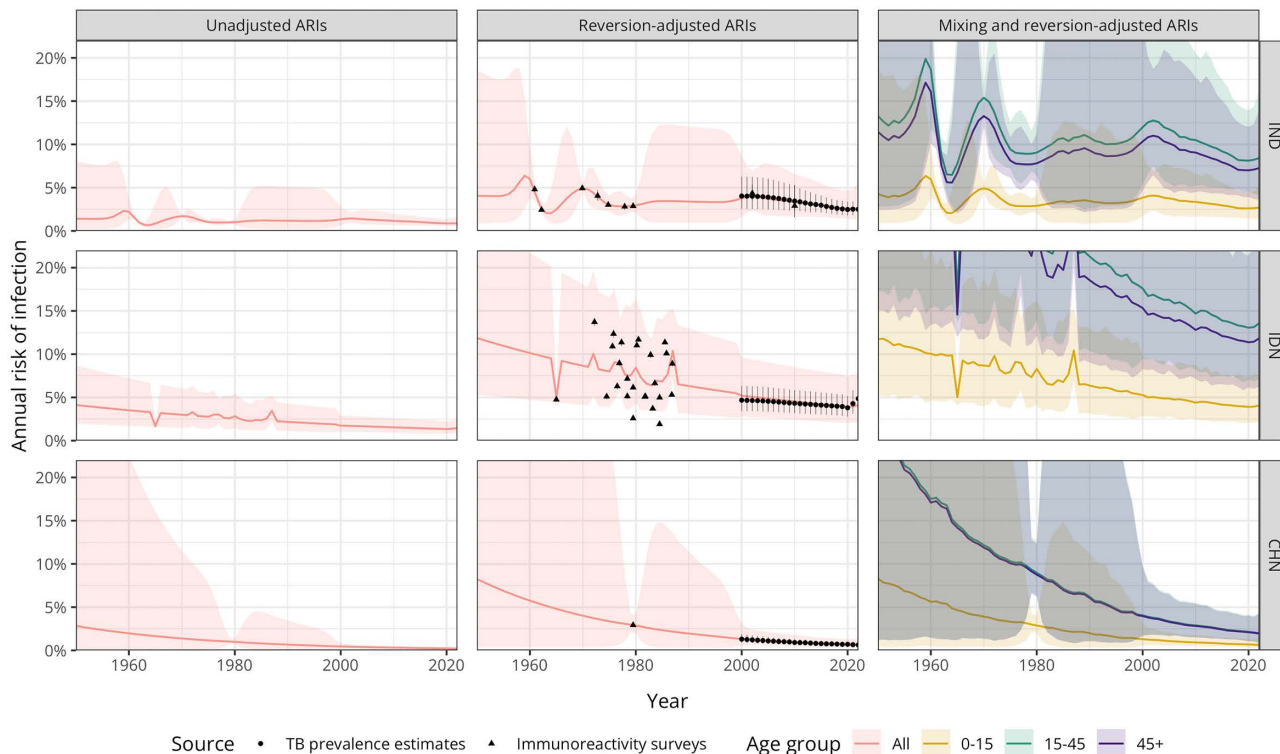 Unadjusted ARIs
Reversion-adjusted ARIs
Mixing and reversion-adjusted ARIs
Annual risk of infection
20%
15%
10%
5%
0%
IND
20%
15%
10%
5%
0%
IDN
20%
15%
10%
5%
0%
CHN
1960 1980 2000 2020
1960 1980 2000 2020
1960 1980 2000 2020
Year
Source TB prevalence estimates Immunoreactivity surveys Age group All 0-15 15-45 45+